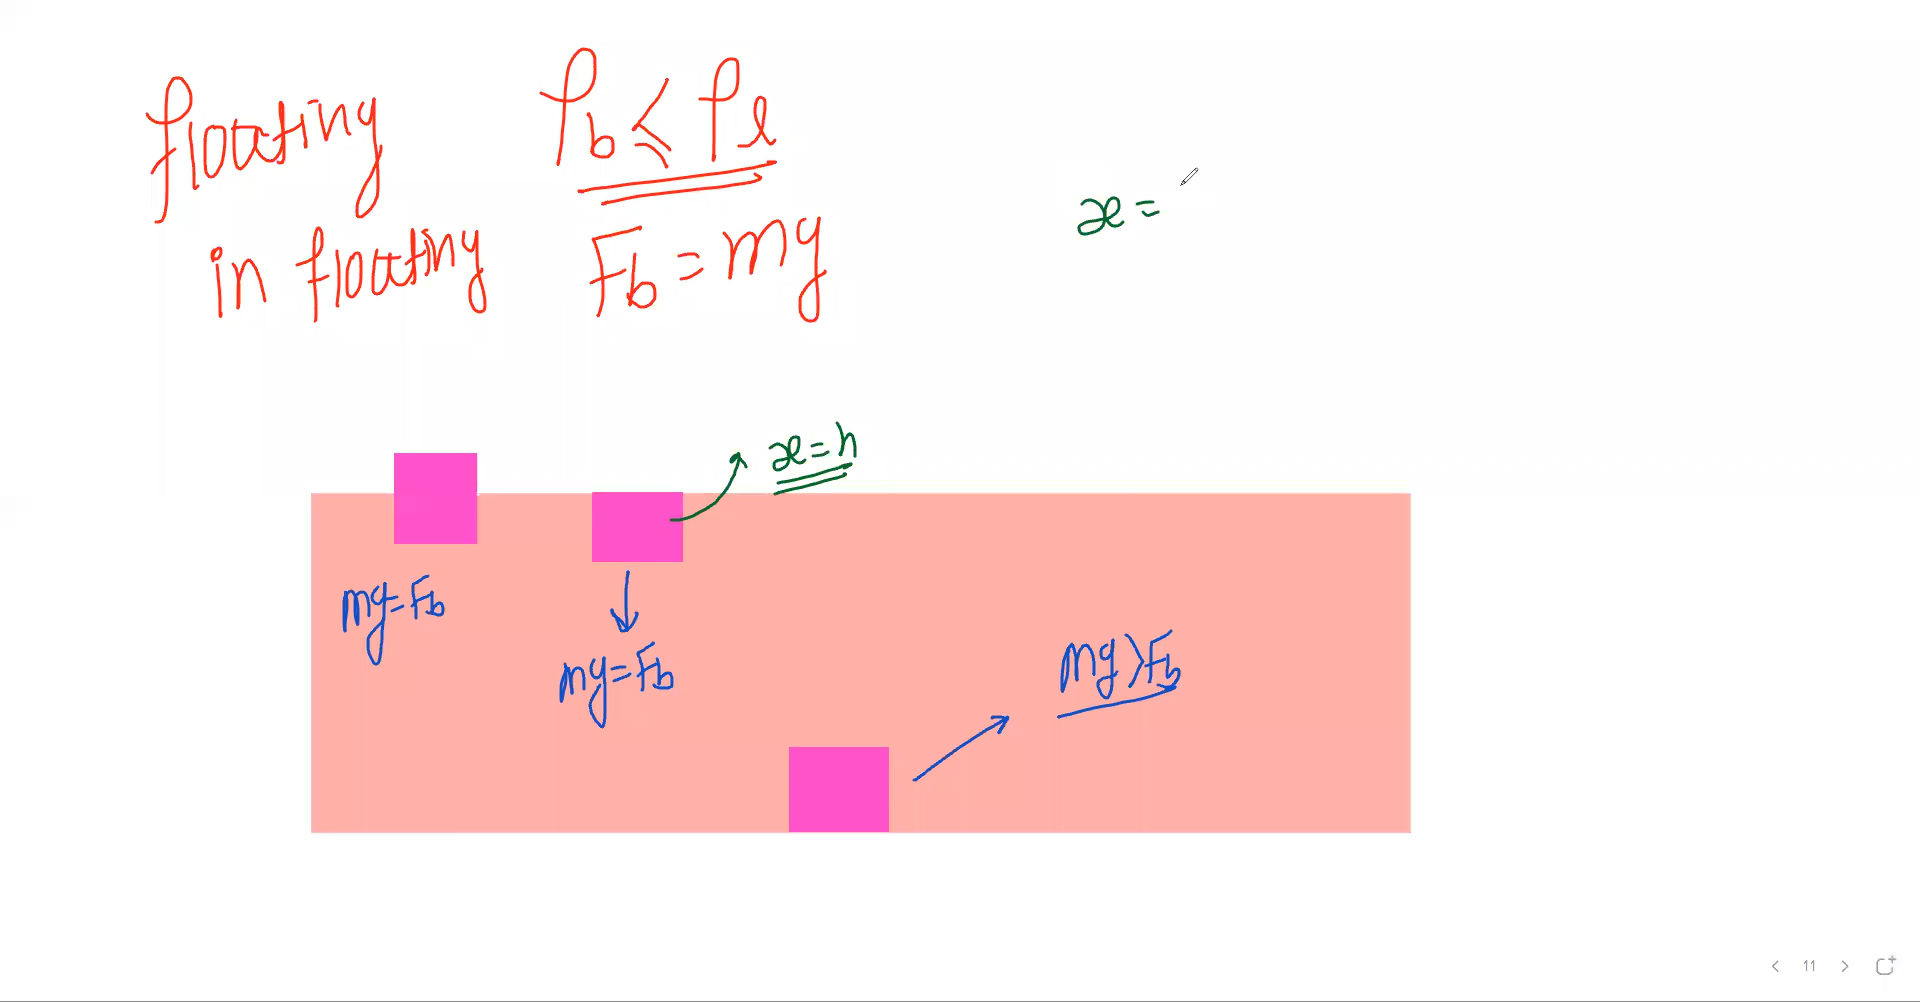 floating ρb ≤ ρl
x =
in floating Fb = mg
x = h
mg = Fb
mg = Fb
mg > Fb
11